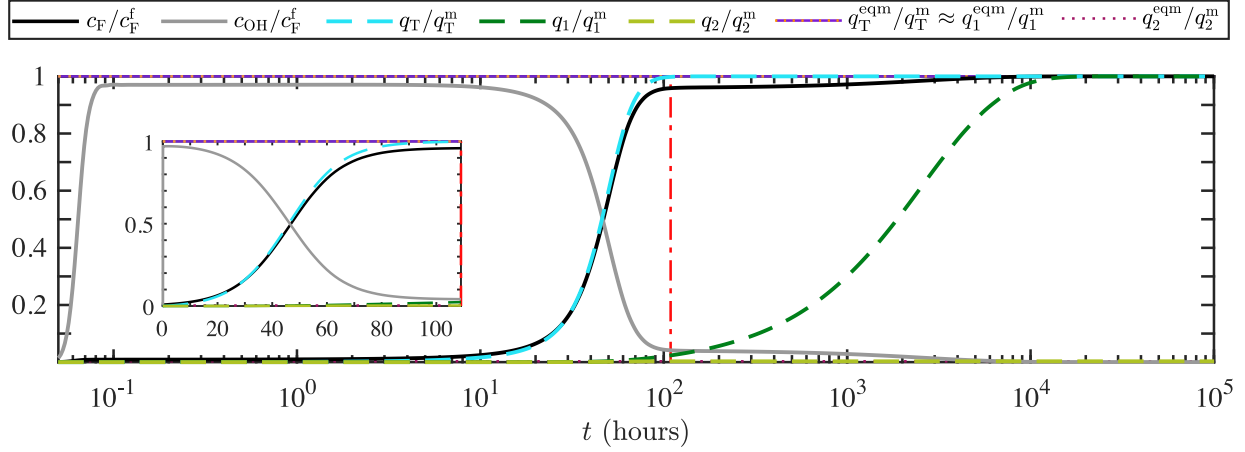 c_F/c_F^f c_OH/c_F^f q_T/q_T^m q_1/q_1^m q_2/q_2^m q_T^eqm/q_T^m ≈ q_1^eqm/q_1^m q_2^eqm/q_2^m
1
0.8
0.6
0.4
0.2
1
0.5
0
0 20 40 60 80 100
10^-1 10^0 10^1 10^2 10^3 10^4 10^5
t (hours)